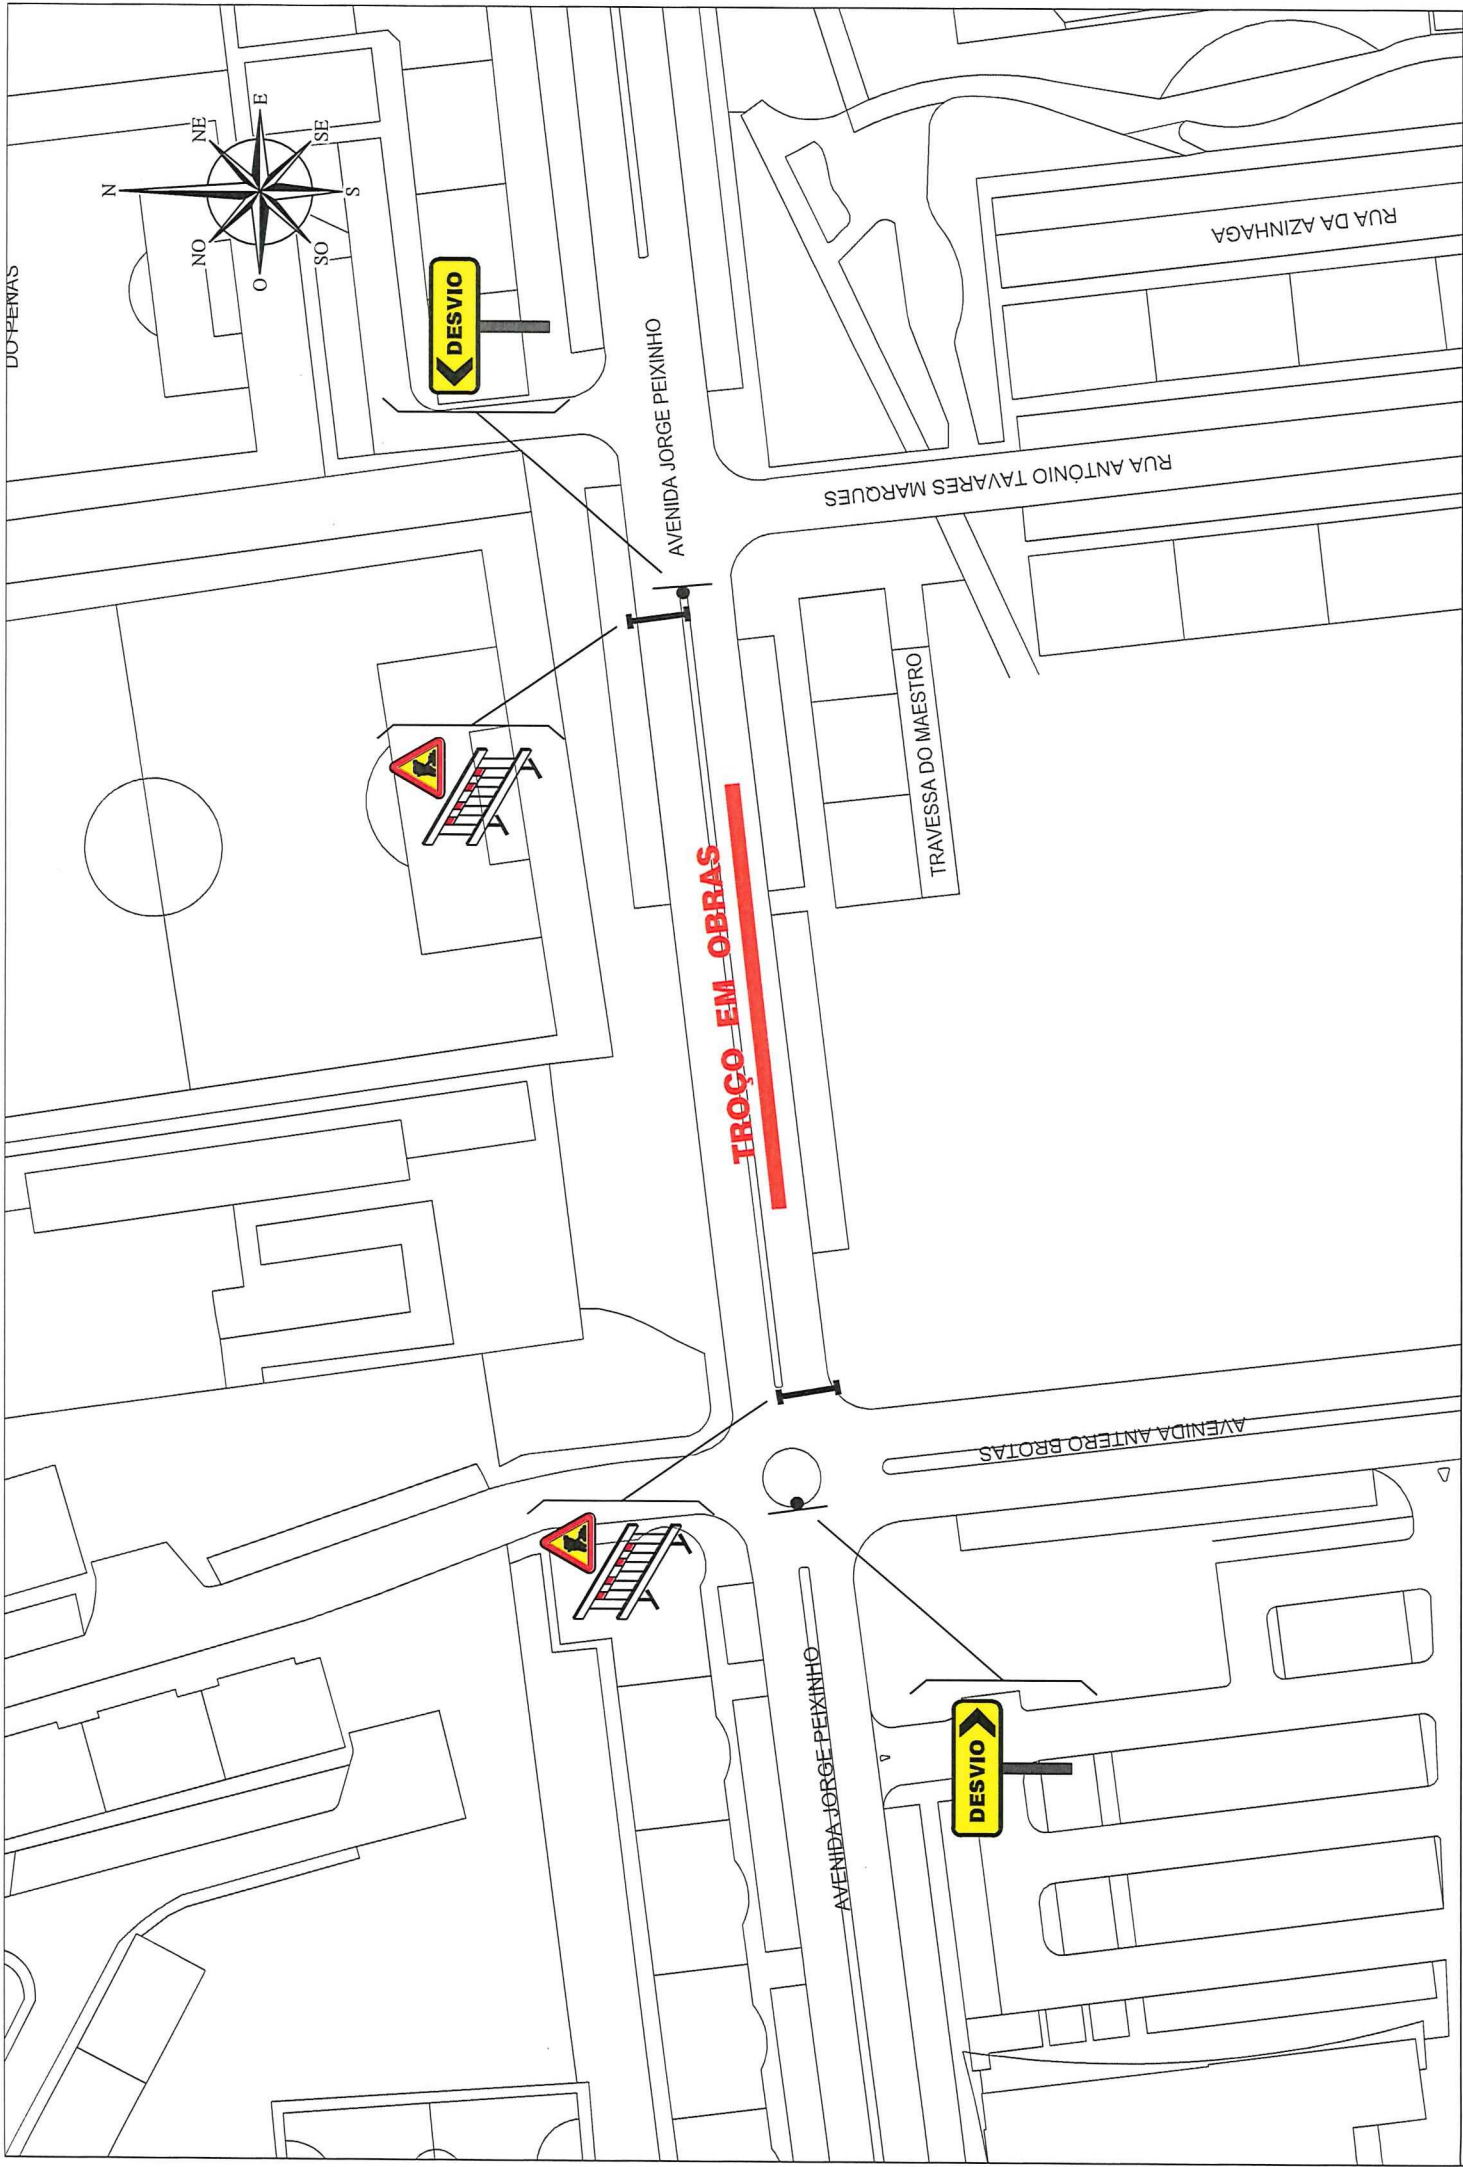 DO PENAS
N
NE
E
SE
S
SO
O
NO
DESVIO
AVENIDA JORGE PEIXINHO
RUA DA AZINHAGA
RUA ANTÓNIO TAVARES MARQUES
TRAVESSA DO MAESTRO
TROÇO EM OBRAS
AVENIDA ANTERO BROTAS
AVENIDA JORGE PEIXINHO
DESVIO